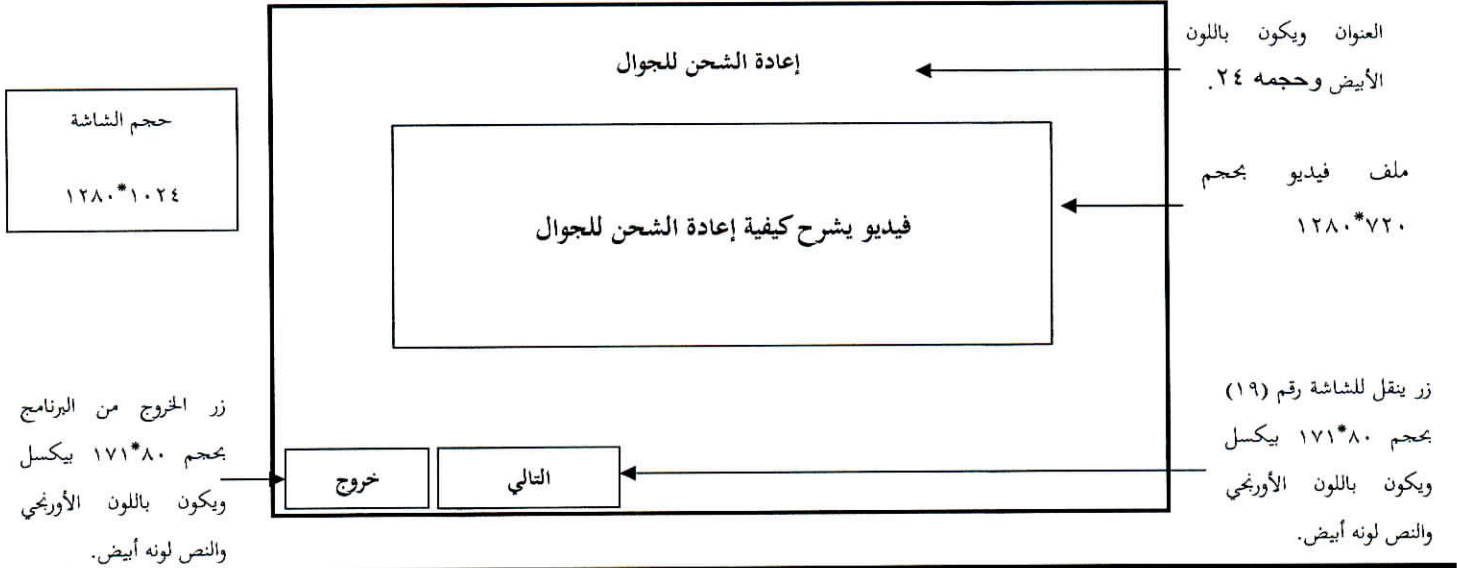 العنوان ويكون باللون
الأبيض وحجمه ٢٤.
إعادة الشحن للجوال
حجم الشاشة
١٢٨٠*١٠٢٤
ملف فيديو بحجم
١٢٨٠*٧٢٠
فيديو يشرح كيفية إعادة الشحن للجوال
زر ينقل للشاشة رقم (١٩)
بحجم ١٧١*٨٠ بيكسل
ويكون باللون الأورنجي
والنص لونه أبيض.
التالي
خروج
زر الخروج من البرنامج
بحجم ١٧١*٨٠ بيكسل
ويكون باللون الأورنجي
والنص لونه أبيض.